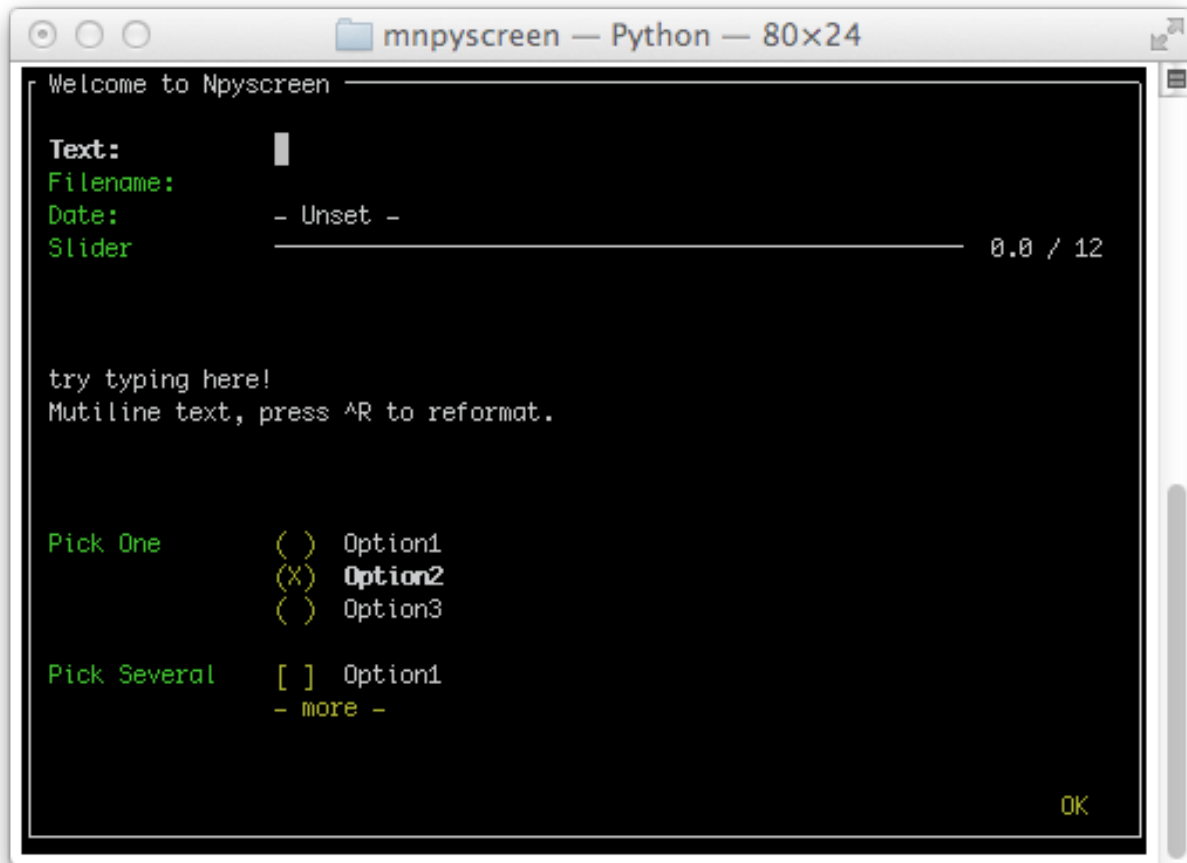 mnpyscreen — Python — 80×24
Welcome to Npyscreen
Text:
Filename:
Date: - Unset -
Slider 0.0 / 12
try typing here!
Mutiline text, press ^R to reformat.
Pick One ( ) Option1
(X) Option2
( ) Option3
Pick Several [ ] Option1
- more -
OK